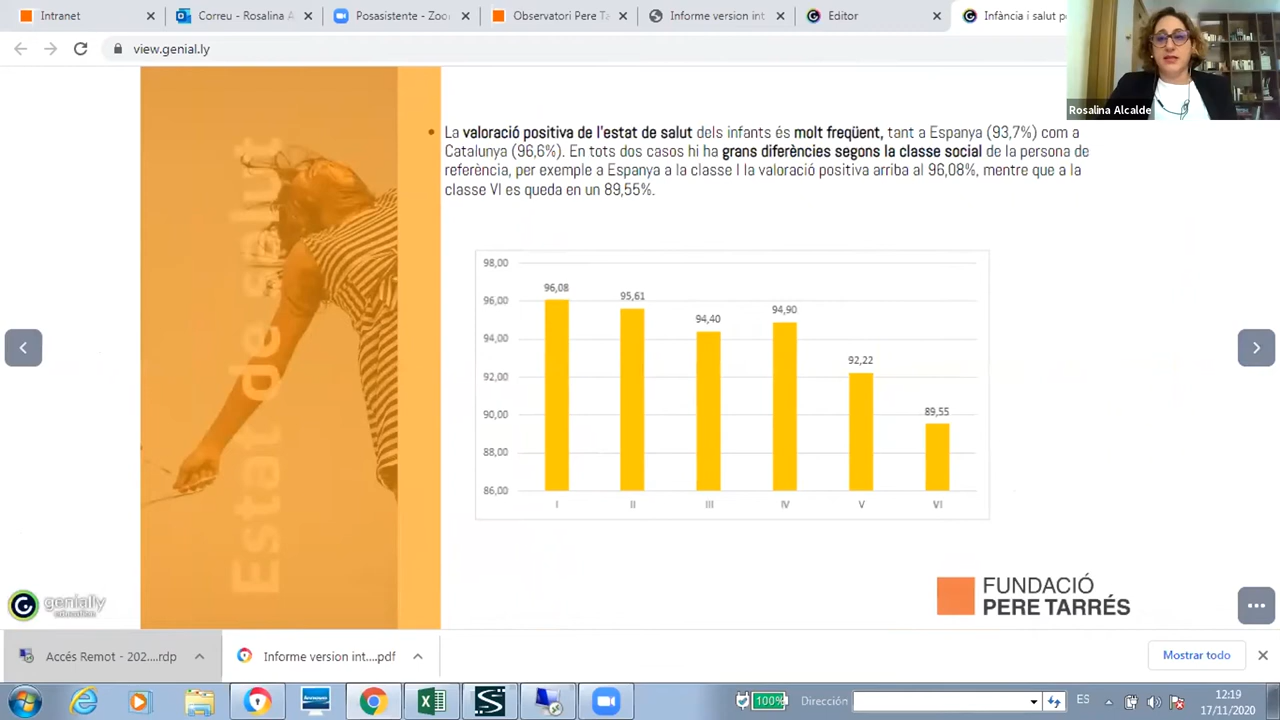 Intranet
Correu - Rosalina A
Posasistente - Zoo
Observatori Pere Ta
Informe version int
Editor
Infància i salut p
view.genial.ly
Rosalina Alcalde
Estat de salut
La valoració positiva de l'estat de salut dels infants és molt freqüent, tant a Espanya (93,7%) com a
Catalunya (96,6%). En tots dos casos hi ha grans diferències segons la classe social de la persona de
referència, per exemple a Espanya a la classe I la valoració positiva arriba al 96,08%, mentre que a la
classe VI es queda en un 89,55%.
98,00
96,00
94,00
92,00
90,00
88,00
86,00
96,08
95,61
94,40
94,90
92,22
89,55
I II III IV V VI
genially
education
FUNDACIÓ
PERE TARRÉS
Accés Remot - 202....rdp
Informe version int....pdf
Mostrar todo
100%
Dirección
ES
12:19
17/11/2020